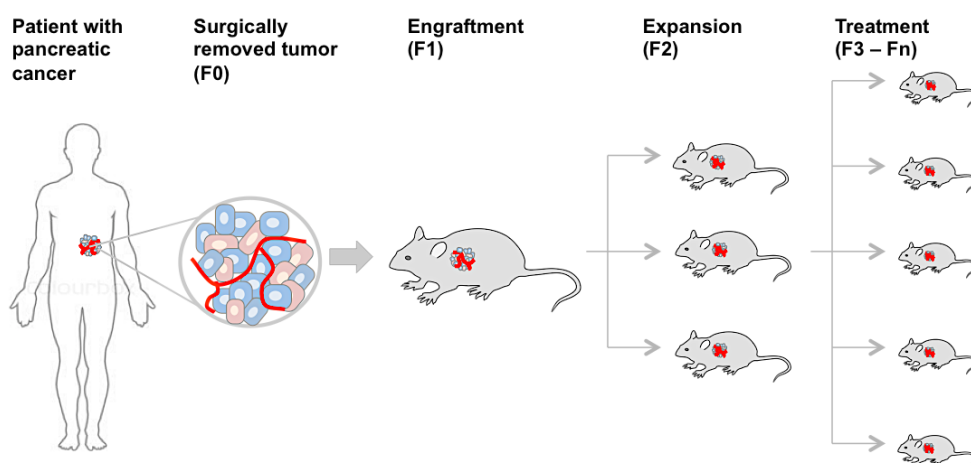 Patient with
pancreatic
cancer
Surgically
removed tumor
(F0)
Engraftment
(F1)
Expansion
(F2)
Treatment
(F3 – Fn)